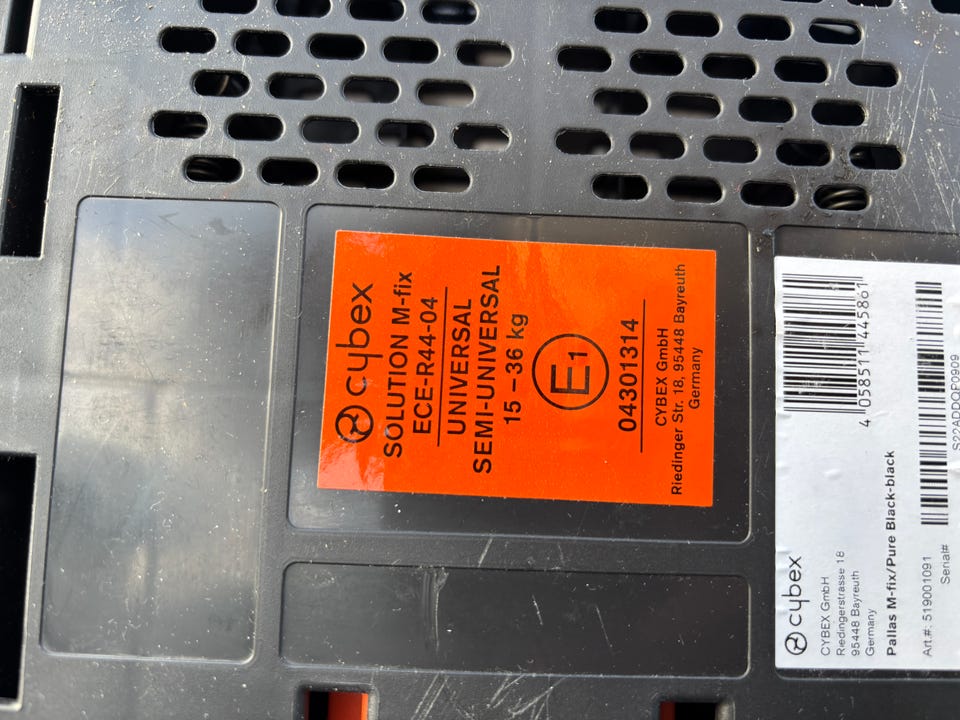 cybex
SOLUTION M-fix
ECE-R44-04
UNIVERSAL
SEMI-UNIVERSAL
15 – 36 kg
E1
04301314
CYBEX GmbH
Riedinger Str. 18, 95448 Bayreuth
Germany
cybex
CYBEX GmbH
Riedingerstrasse 18
95448 Bayreuth
Germany
Pallas M-fix/Pure Black-black
Art.#: 519001091
Serial#
S22ADDQP0909
4 058511 445861